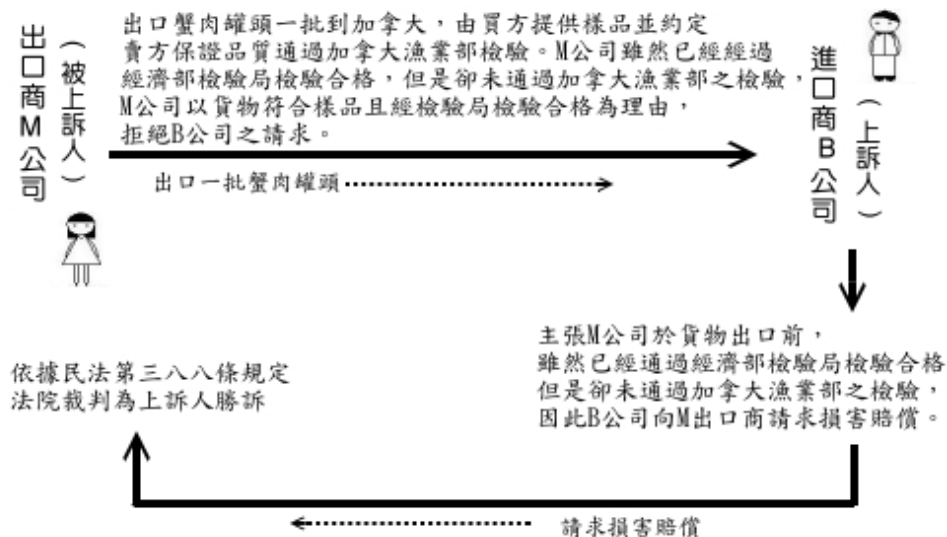 出口商M公司
（被上訴人）
出口蟹肉罐頭一批到加拿大，由買方提供樣品並約定
賣方保證品質通過加拿大漁業部檢驗。M公司雖然已經經過
經濟部檢驗局檢驗合格，但是卻未通過加拿大漁業部之檢驗，
M公司以貨物符合樣品且經檢驗局檢驗合格為理由，
拒絕B公司之請求。
出口一批蟹肉罐頭
進口商B公司
（上訴人）
主張M公司於貨物出口前，
雖然已經通過經濟部檢驗局檢驗合格
但是卻未通過加拿大漁業部之檢驗，
因此B公司向M出口商請求損害賠償。
依據民法第三八八條規定
法院裁判為上訴人勝訴
請求損害賠償